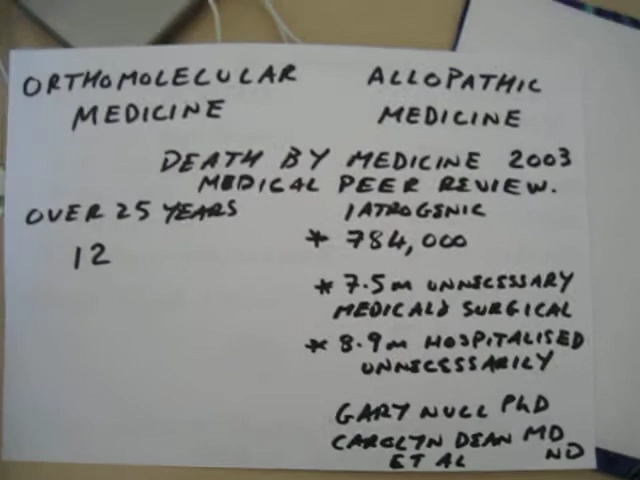 ORTHOMOLECULAR
MEDICINE
ALLOPATHIC
MEDICINE
DEATH BY MEDICINE 2003
MEDICAL PEER REVIEW.
OVER 25 YEARS
12
IATROGENIC
* 784,000
* 7.5m UNNECESSARY
MEDICAL & SURGICAL
* 8.9m HOSPITALISED
UNNECESSARILY
GARY NULL PhD
CAROLYN DEAN MD
ND
ET AL